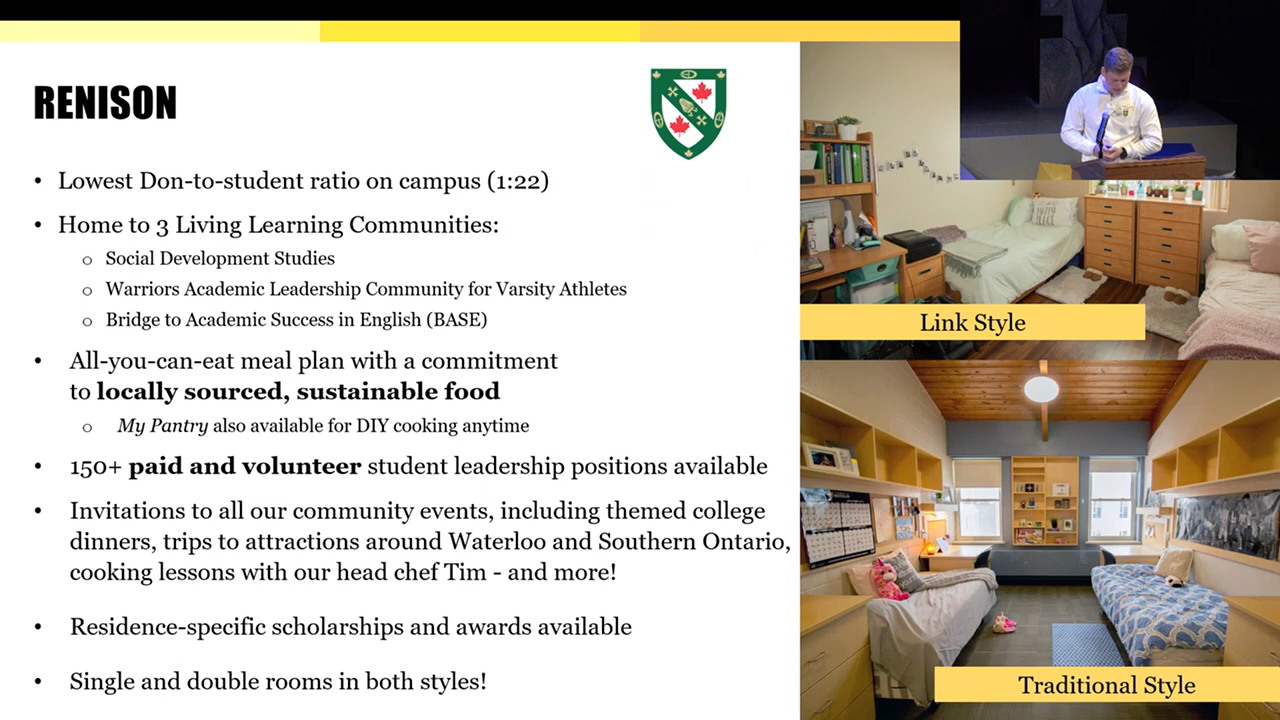 RENISON
• Lowest Don-to-student ratio on campus (1:22)
• Home to 3 Living Learning Communities:
o Social Development Studies
o Warriors Academic Leadership Community for Varsity Athletes
o Bridge to Academic Success in English (BASE)
• All-you-can-eat meal plan with a commitment
to locally sourced, sustainable food
o My Pantry also available for DIY cooking anytime
• 150+ paid and volunteer student leadership positions available
• Invitations to all our community events, including themed college
dinners, trips to attractions around Waterloo and Southern Ontario,
cooking lessons with our head chef Tim - and more!
• Residence-specific scholarships and awards available
• Single and double rooms in both styles!
Link Style
Traditional Style